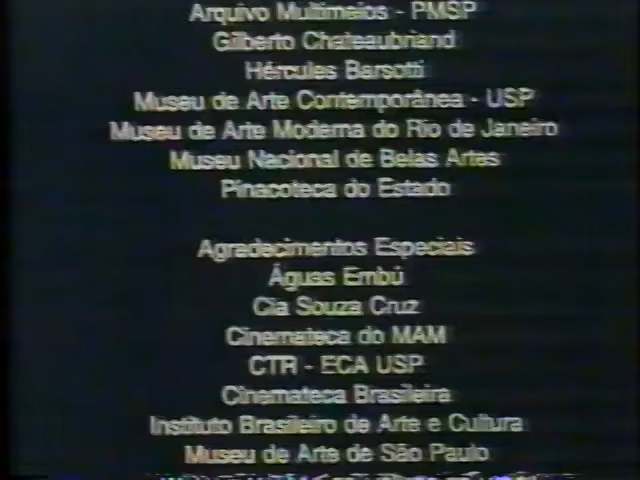 Arquivo Multimeios - PMSP
Gilberto Chateaubriand
Hércules Barsotti
Museu de Arte Contemporânea - USP
Museu de Arte Moderna do Rio de Janeiro
Museu Nacional de Belas Artes
Pinacoteca do Estado
Agradecimentos Especiais
Águas Embú
Cia Souza Cruz
Cinemateca do MAM
CTR - ECA USP
Cinemateca Brasileira
Instituto Brasileiro de Arte e Cultura
Museu de Arte de São Paulo